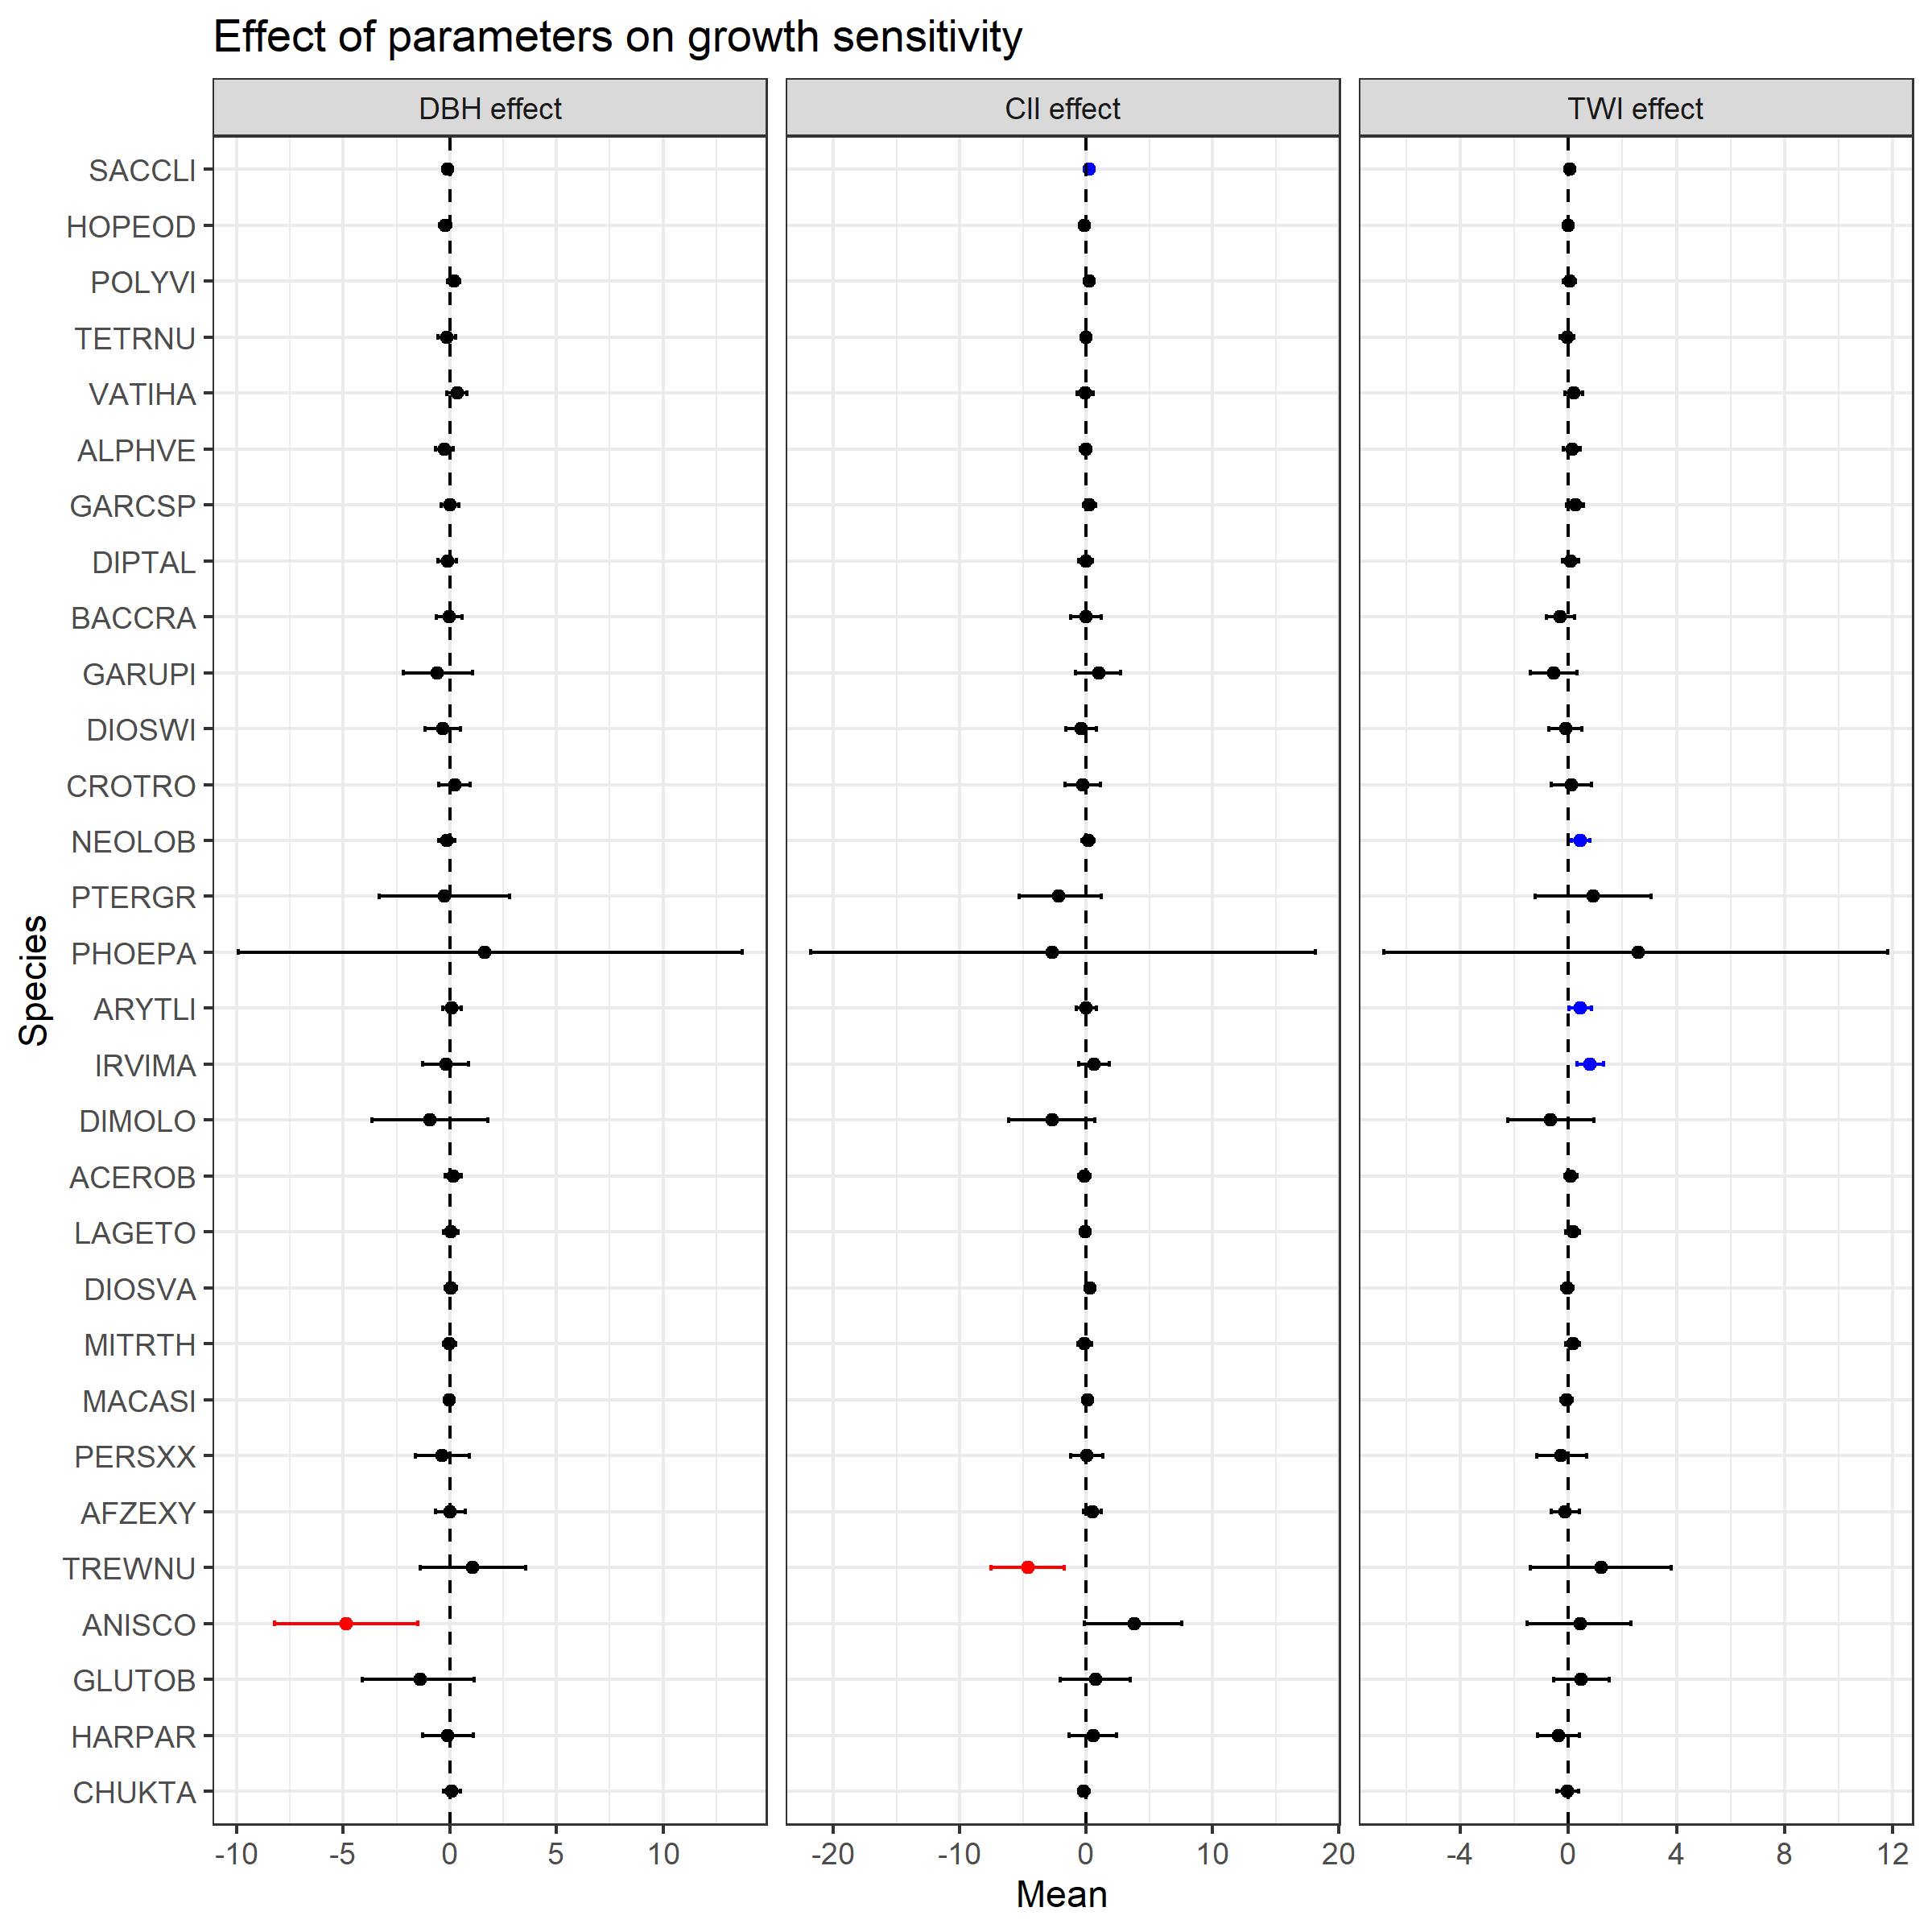 Effect of parameters on growth sensitivity
DBH effect
CII effect
TWI effect
Species
SACCLI
HOPEOD
POLYVI
TETRNU
VATIHA
ALPHVE
GARCSP
DIPTAL
BACCRA
GARUPI
DIOSWI
CROTRO
NEOLOB
PTERGR
PHOEPA
ARYTLI
IRVIMA
DIMOLO
ACEROB
LAGETO
DIOSVA
MITRTH
MACASI
PERSXX
AFZEXY
TREWNU
ANISCO
GLUTOB
HARPAR
CHUKTA
-10 -5 0 5 10
-20 -10 0 10 20
-4 0 4 8 12
Mean